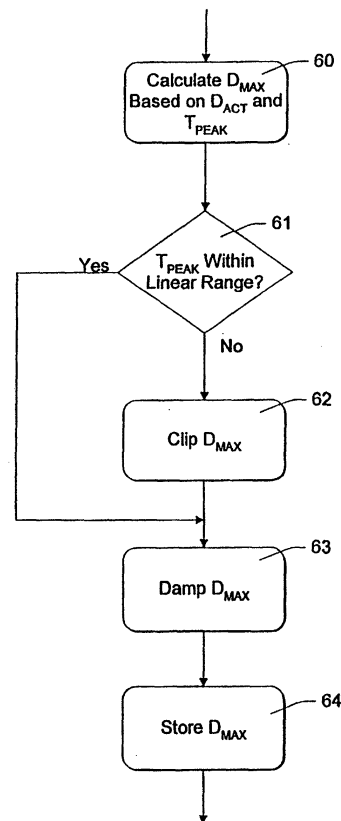 60
Calculate D_MAX
Based on D_ACT and
T_PEAK
61
Yes
T_PEAK Within
Linear Range?
No
62
Clip D_MAX
63
Damp D_MAX
64
Store D_MAX